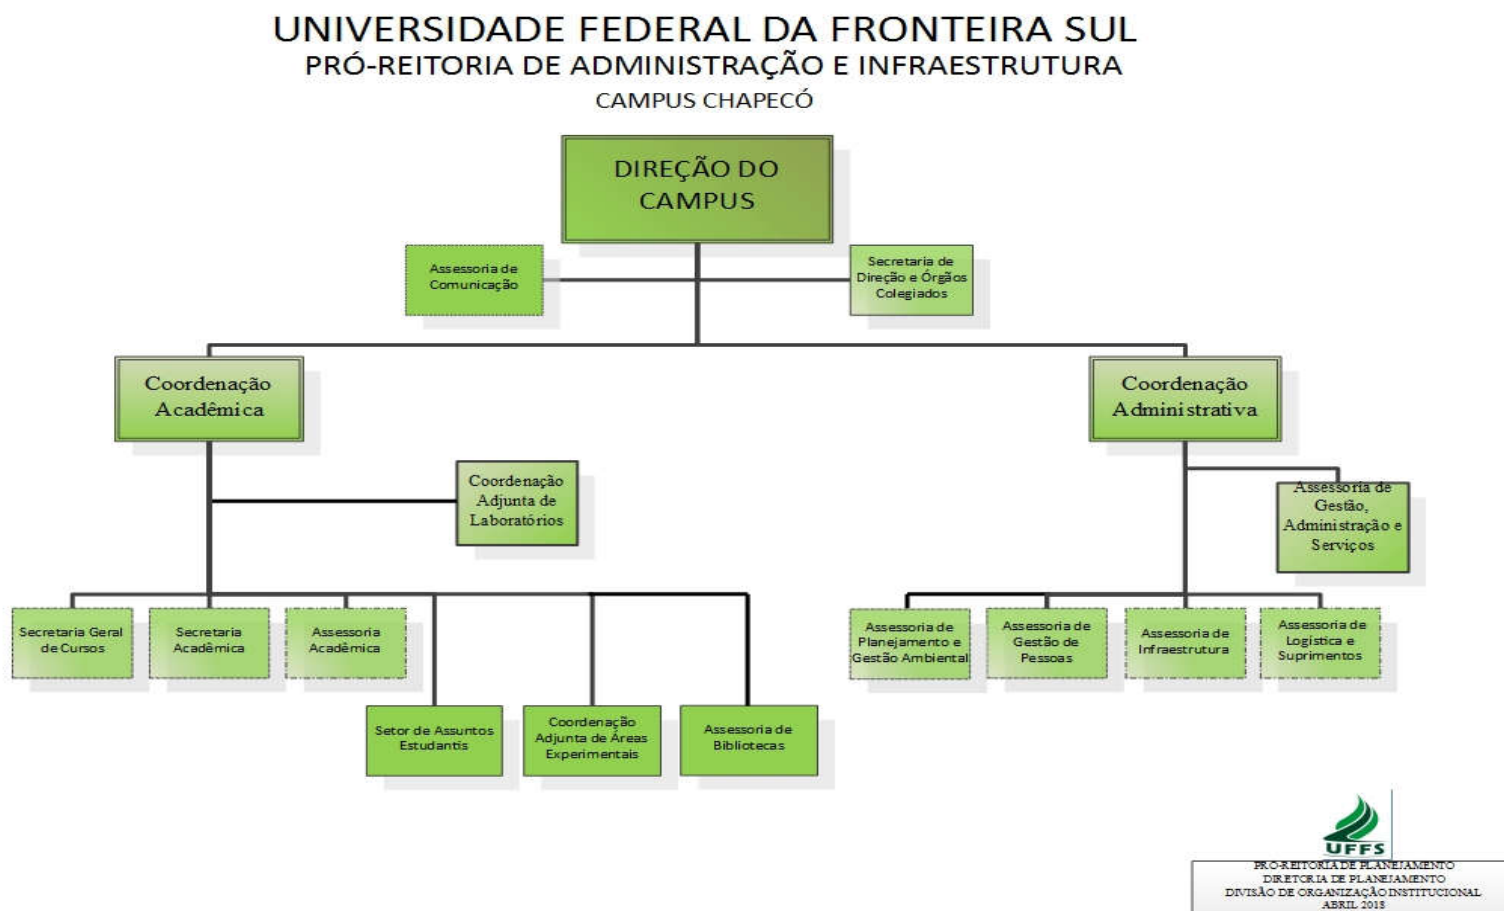 UNIVERSIDADE FEDERAL DA FRONTEIRA SUL
PRÓ-REITORIA DE ADMINISTRAÇÃO E INFRAESTRUTURA
CAMPUS CHAPECÓ
DIREÇÃO DO
CAMPUS
Assessoria de
Comunicação
Secretaria de
Direção e Órgãos
Colegiados
Coordenação
Acadêmica
Coordenação
Administrativa
Coordenação
Adjunta de
Laboratórios
Assessoria de
Gestão,
Administração e
Serviços
Secretaria Geral
de Cursos
Secretaria
Acadêmica
Assessoria
Acadêmica
Assessoria de
Planejamento e
Gestão Ambiental
Assessoria de
Gestão de
Pessoas
Assessoria de
Infraestrutura
Assessoria de
Logística e
Suprimentos
Setor de Assuntos
Estudantis
Coordenação
Adjunta de Áreas
Experimentais
Assessoria de
Bibliotecas
UFFS
PRÓ-REITORIA DE PLANEJAMENTO
DIRETORIA DE PLANEJAMENTO
DIVISÃO DE ORGANIZAÇÃO INSTITUCIONAL
ABRIL 2018